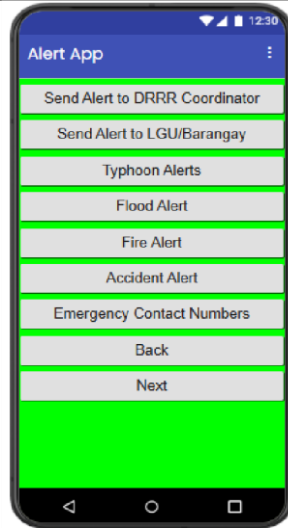 12:30
Alert App
Send Alert to DRRR Coordinator
Send Alert to LGU/Barangay
Typhoon Alerts
Flood Alert
Fire Alert
Accident Alert
Emergency Contact Numbers
Back
Next